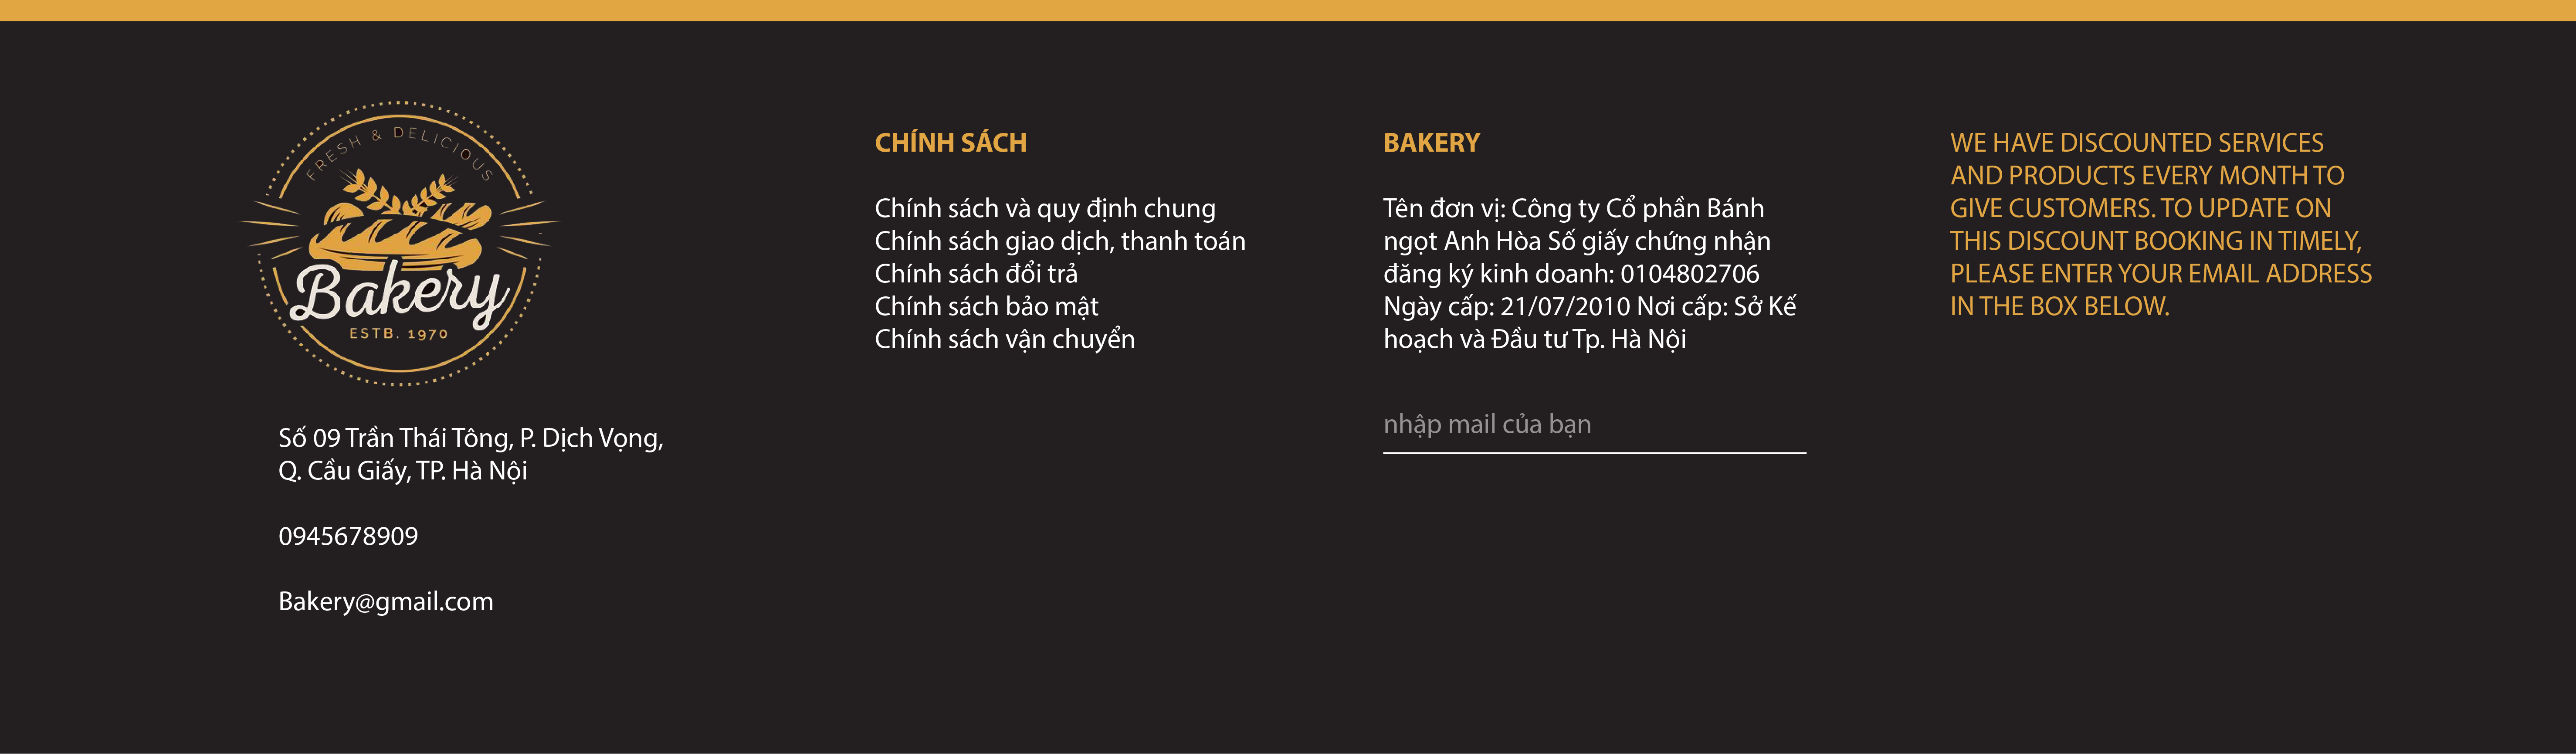 FRESH & DELICIOUS
Bakery
ESTB. 1970
Số 09 Trần Thái Tông, P. Dịch Vọng,
Q. Cầu Giấy, TP. Hà Nội
0945678909
Bakery@gmail.com
CHÍNH SÁCH
Chính sách và quy định chung
Chính sách giao dịch, thanh toán
Chính sách đổi trả
Chính sách bảo mật
Chính sách vận chuyển
BAKERY
Tên đơn vị: Công ty Cổ phần Bánh
ngọt Anh Hòa Số giấy chứng nhận
đăng ký kinh doanh: 0104802706
Ngày cấp: 21/07/2010 Nơi cấp: Sở Kế
hoạch và Đầu tư Tp. Hà Nội
nhập mail của bạn
WE HAVE DISCOUNTED SERVICES
AND PRODUCTS EVERY MONTH TO
GIVE CUSTOMERS. TO UPDATE ON
THIS DISCOUNT BOOKING IN TIMELY,
PLEASE ENTER YOUR EMAIL ADDRESS
IN THE BOX BELOW.